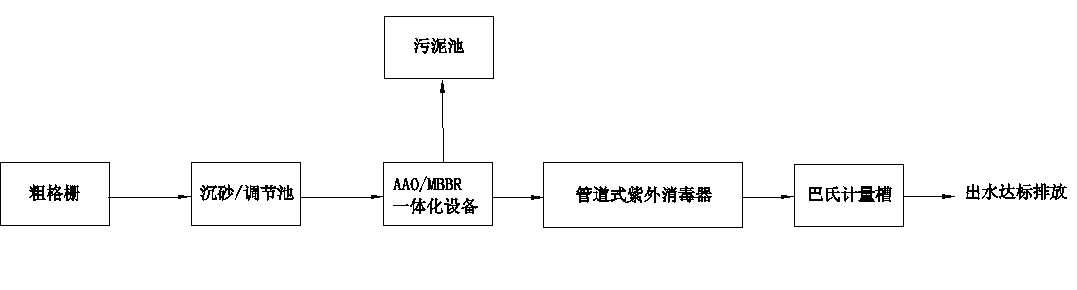 污泥池
粗格栅
沉砂/调节池
AAO/MBBR
一体化设备
管道式紫外消毒器
巴氏计量槽
出水达标排放